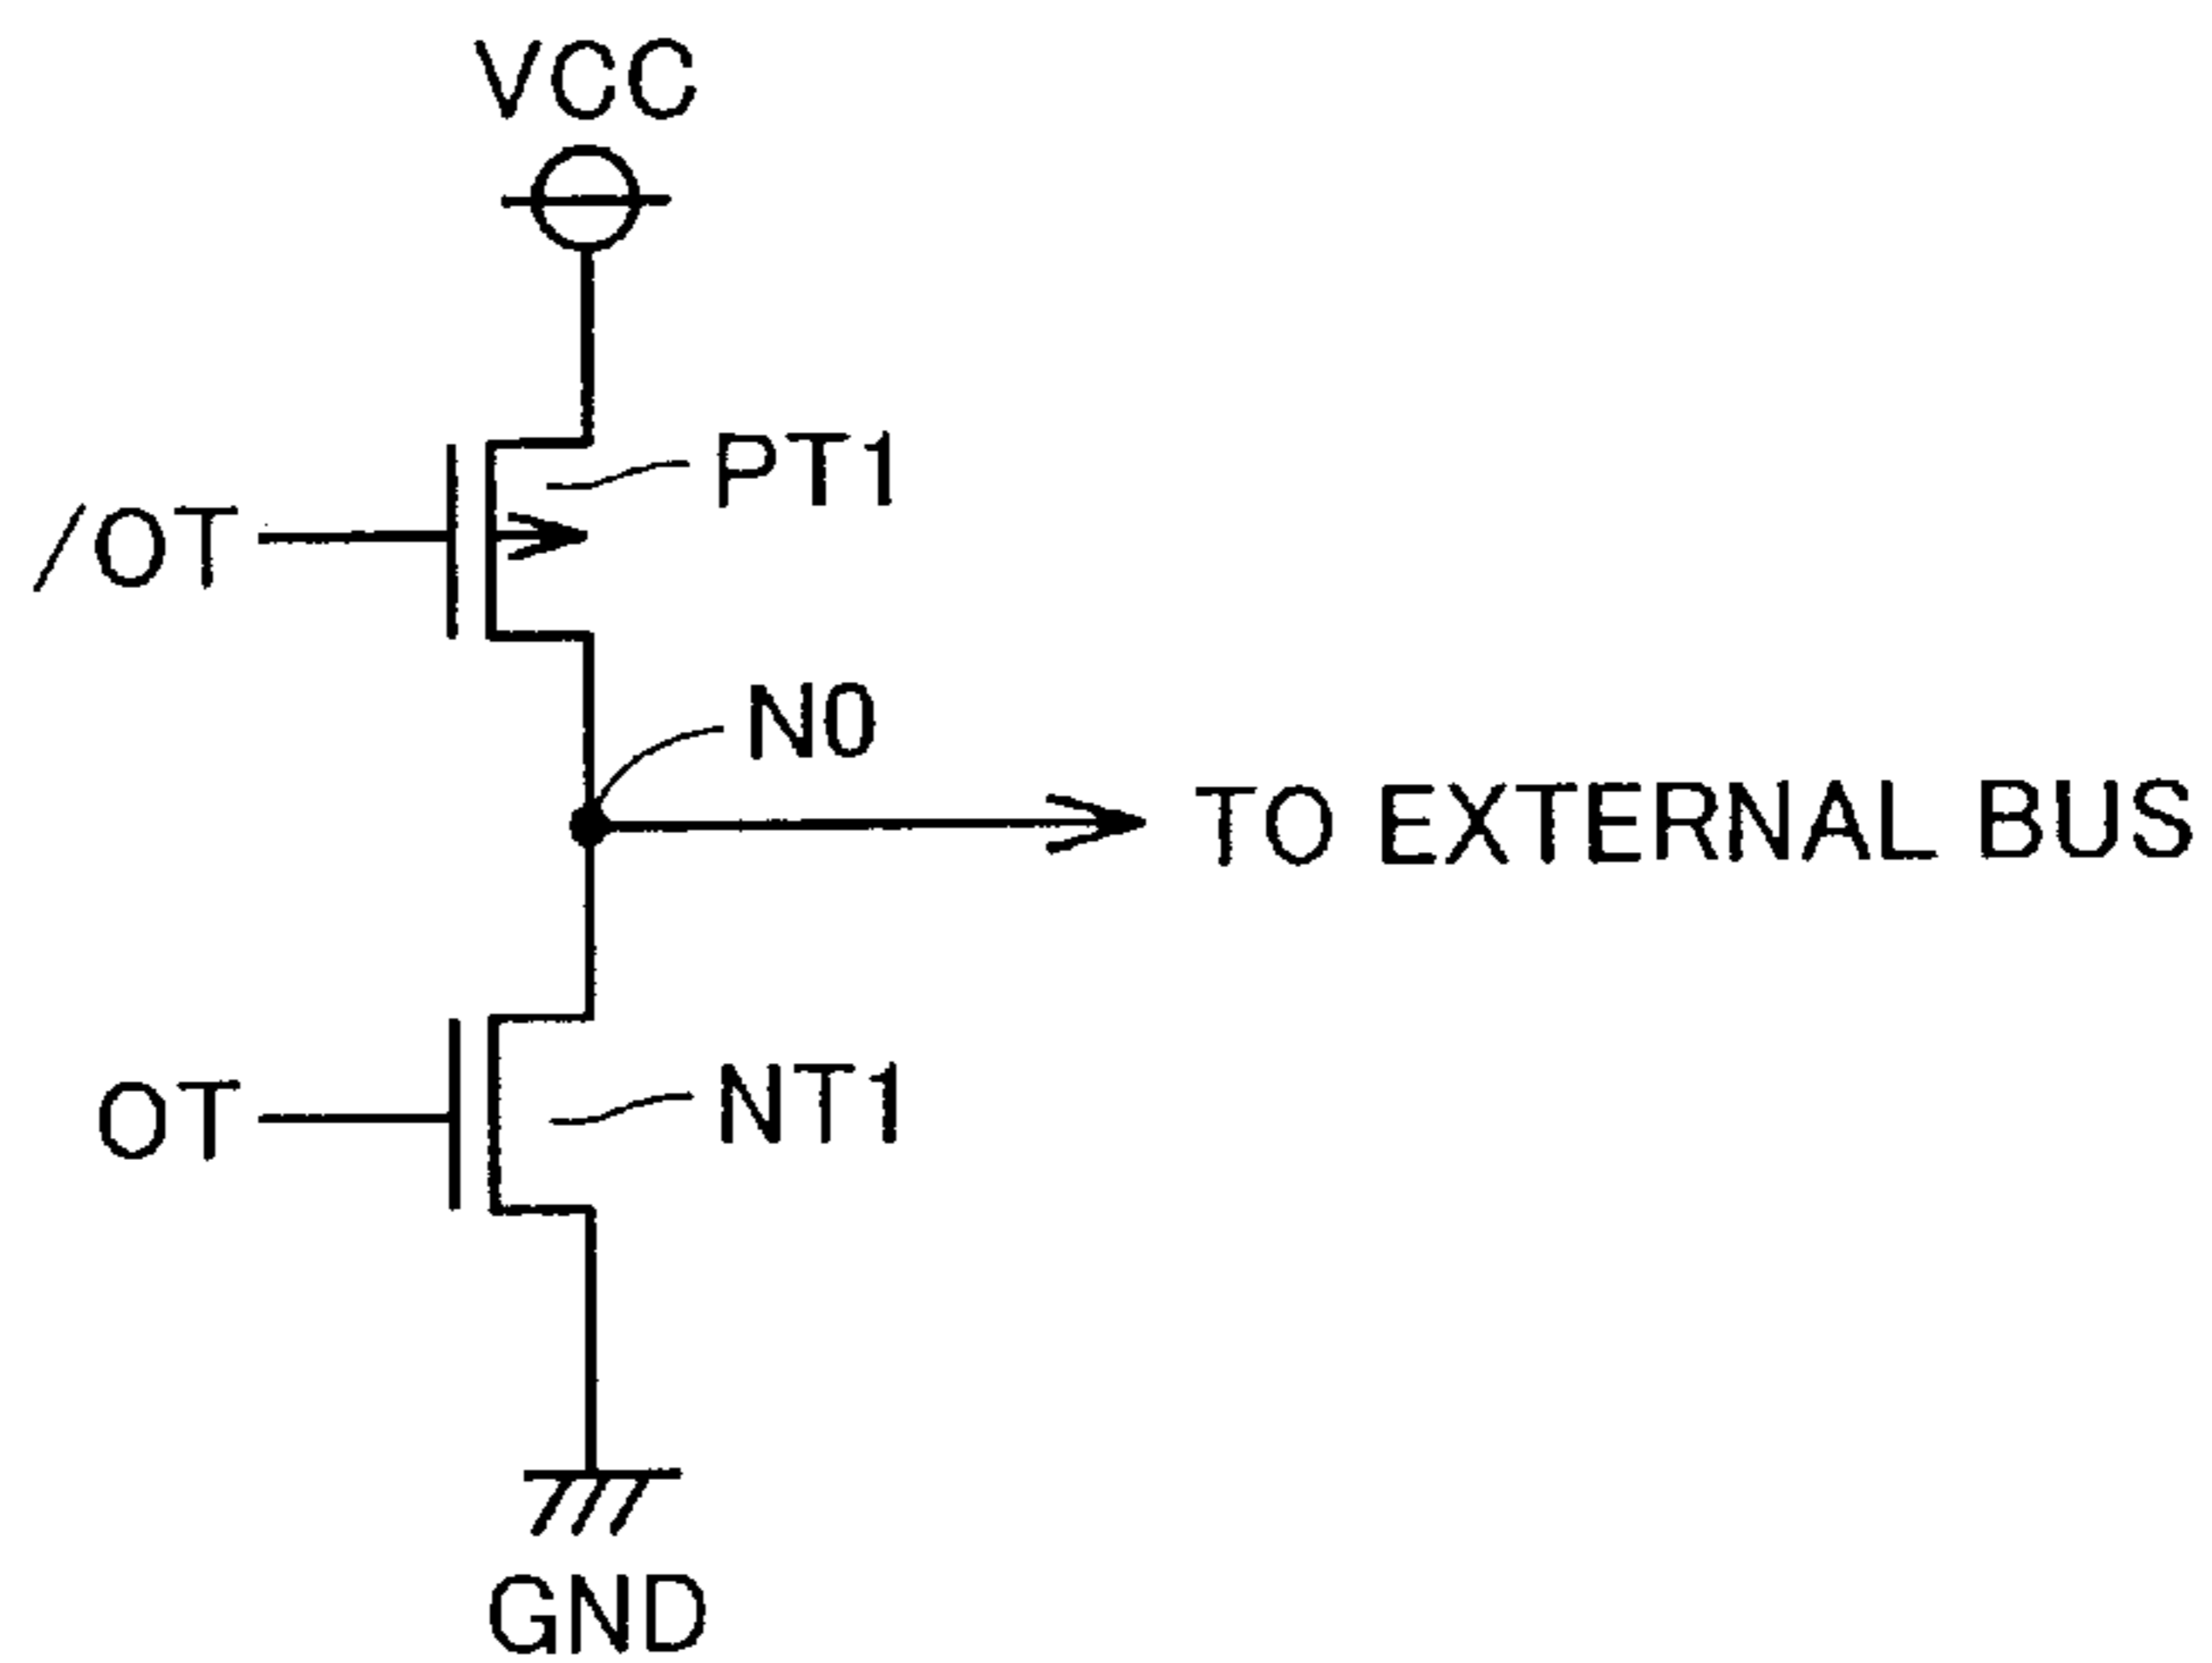 VCC
PT1
/OT
N0
TO EXTERNAL BUS
NT1
OT
GND